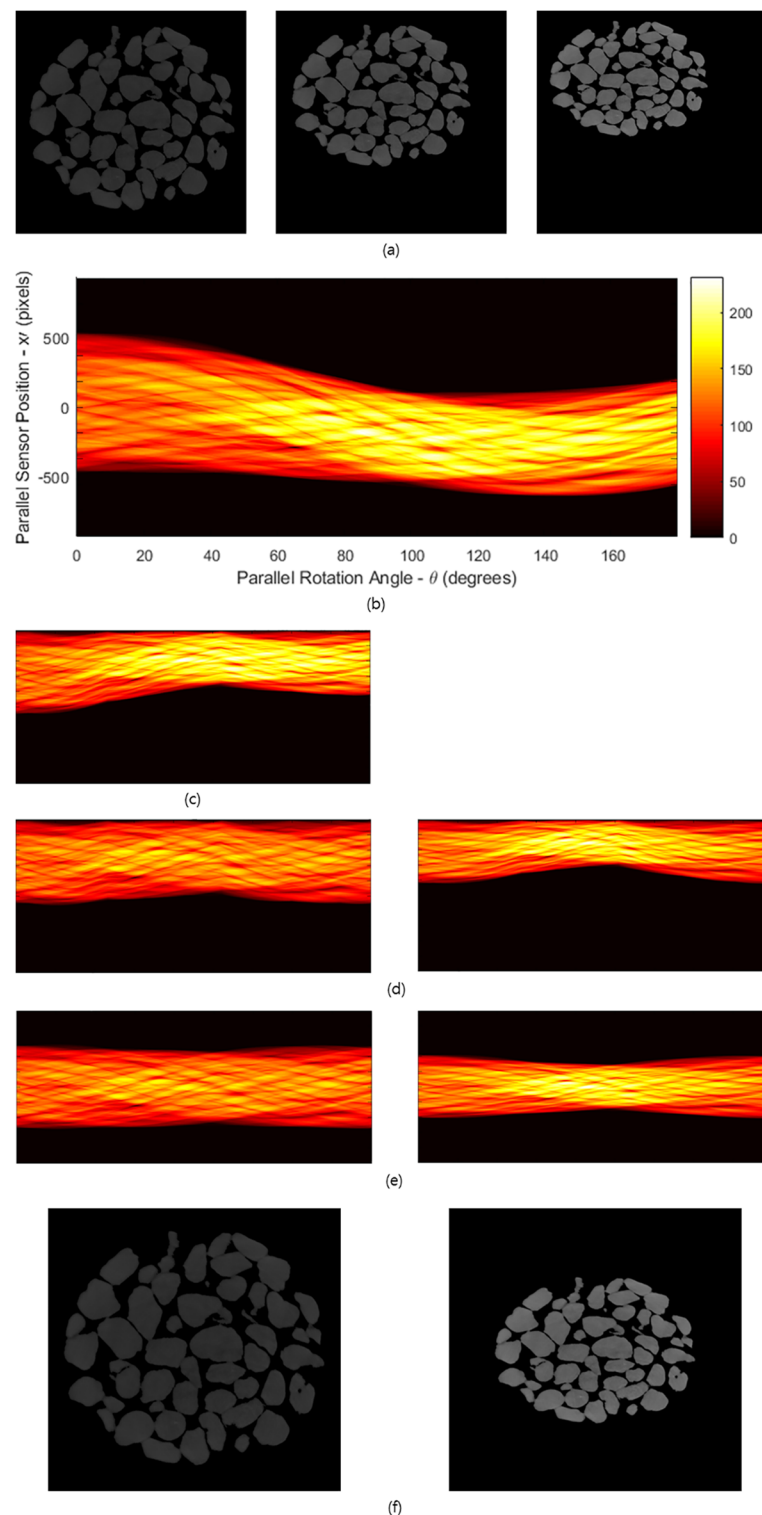 (a)
Parallel Sensor Position - x′ (pixels)
500
0
-500
0 20 40 60 80 100 120 140 160
Parallel Rotation Angle - θ (degrees)
200
150
100
50
0
(b)
(c)
(d)
(e)
(f)